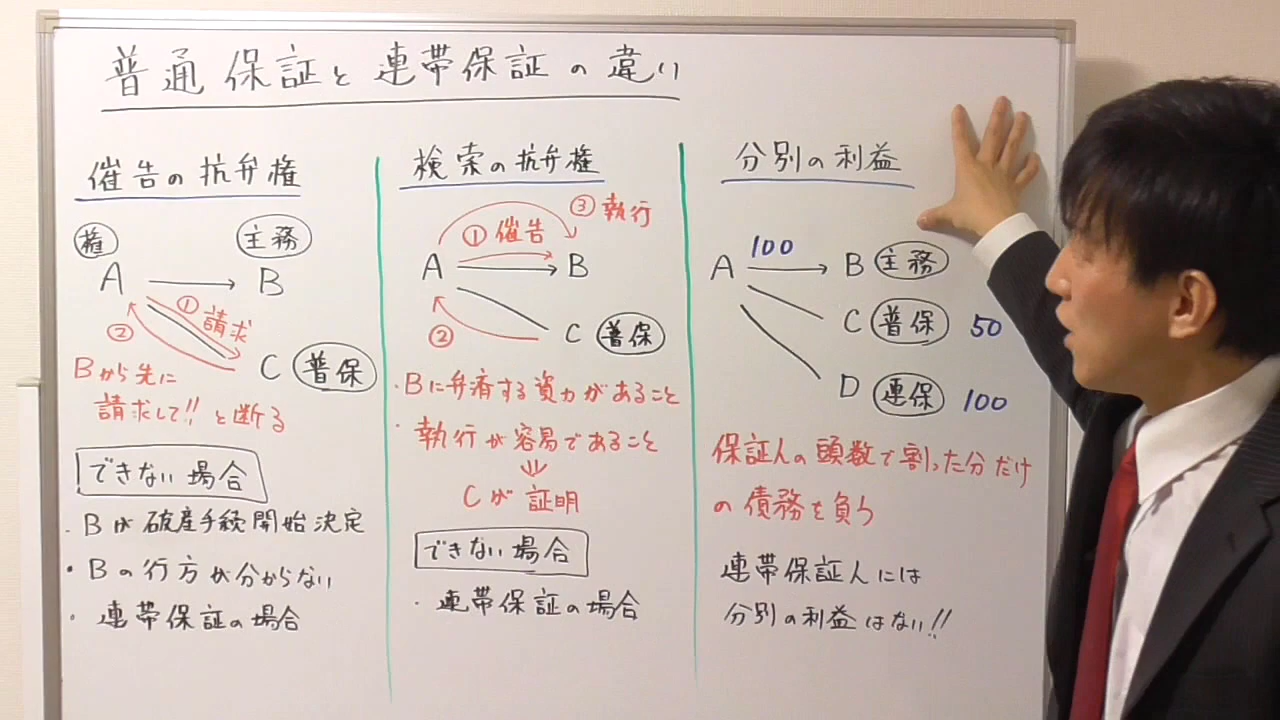 普通保証と連帯保証の違い
催告の抗弁権
権 主務
A B
①請求
②
C 普保
Bから先に
請求して!!と断る
できない場合
・Bが破産手続開始決定
・Bの行方が分からない
・連帯保証の場合
検索の抗弁権
③執行
①催告
A B
②
C 普保
・Bに弁済する資力があること
・執行が容易であること
⇓
Cが証明
できない場合
・連帯保証の場合
分別の利益
100
A B 主務
C 普保 50
D 連保 100
保証人の頭数で割った分だけ
の債務を負う
連帯保証人には
分別の利益はない!!